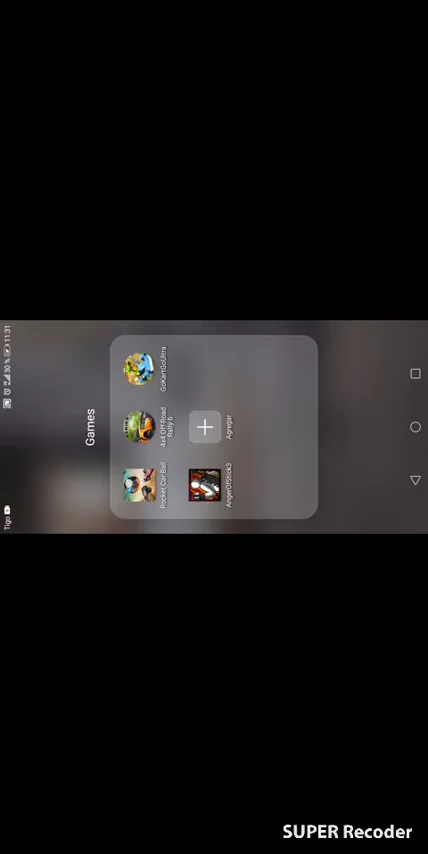 Tigo
30 % 11:31
Games
Rocket Car Ball
4x4 Off Road
Rally 6
GoKartGoUltra
AngerOfStick3
Agregar
SUPER Recoder